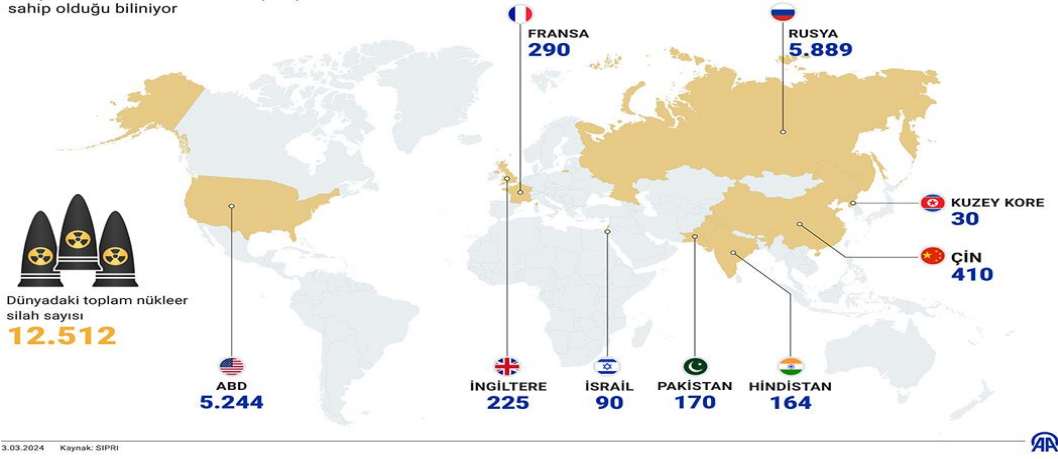 sahip olduğu biliniyor
FRANSA
290
RUSYA
5.889
KUZEY KORE
30
ÇİN
410
Dünyadaki toplam nükleer
silah sayısı
12.512
ABD
5.244
İNGİLTERE
225
İSRAİL
90
PAKİSTAN
170
HİNDİSTAN
164
3.03.2024 Kaynak: SIPRI
AA